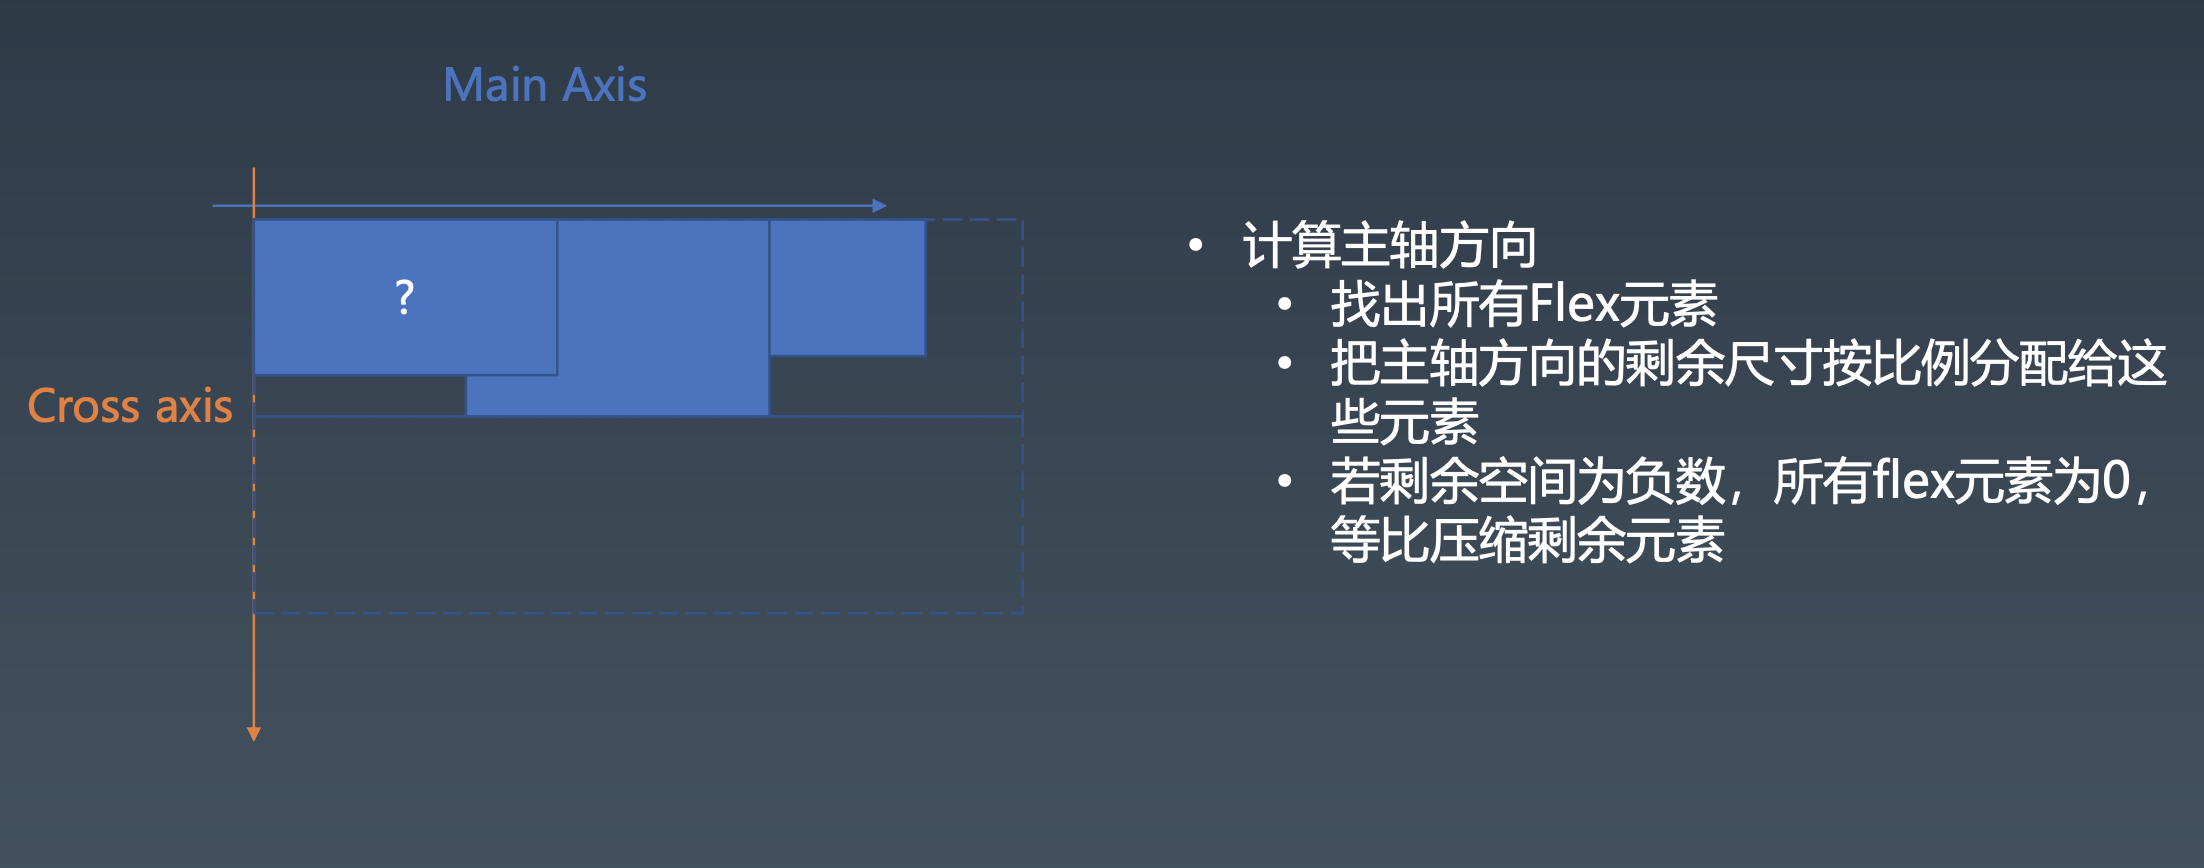 Main Axis
?
Cross axis
• 计算主轴方向
• 找出所有Flex元素
• 把主轴方向的剩余尺寸按比例分配给这
些元素
• 若剩余空间为负数，所有flex元素为0，
等比压缩剩余元素